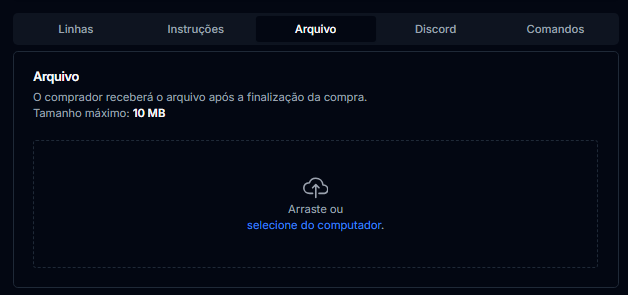 Linhas Instruções Arquivo Discord Comandos
Arquivo
O comprador receberá o arquivo após a finalização da compra.
Tamanho máximo: 10 MB
Arraste ou
selecione do computador.